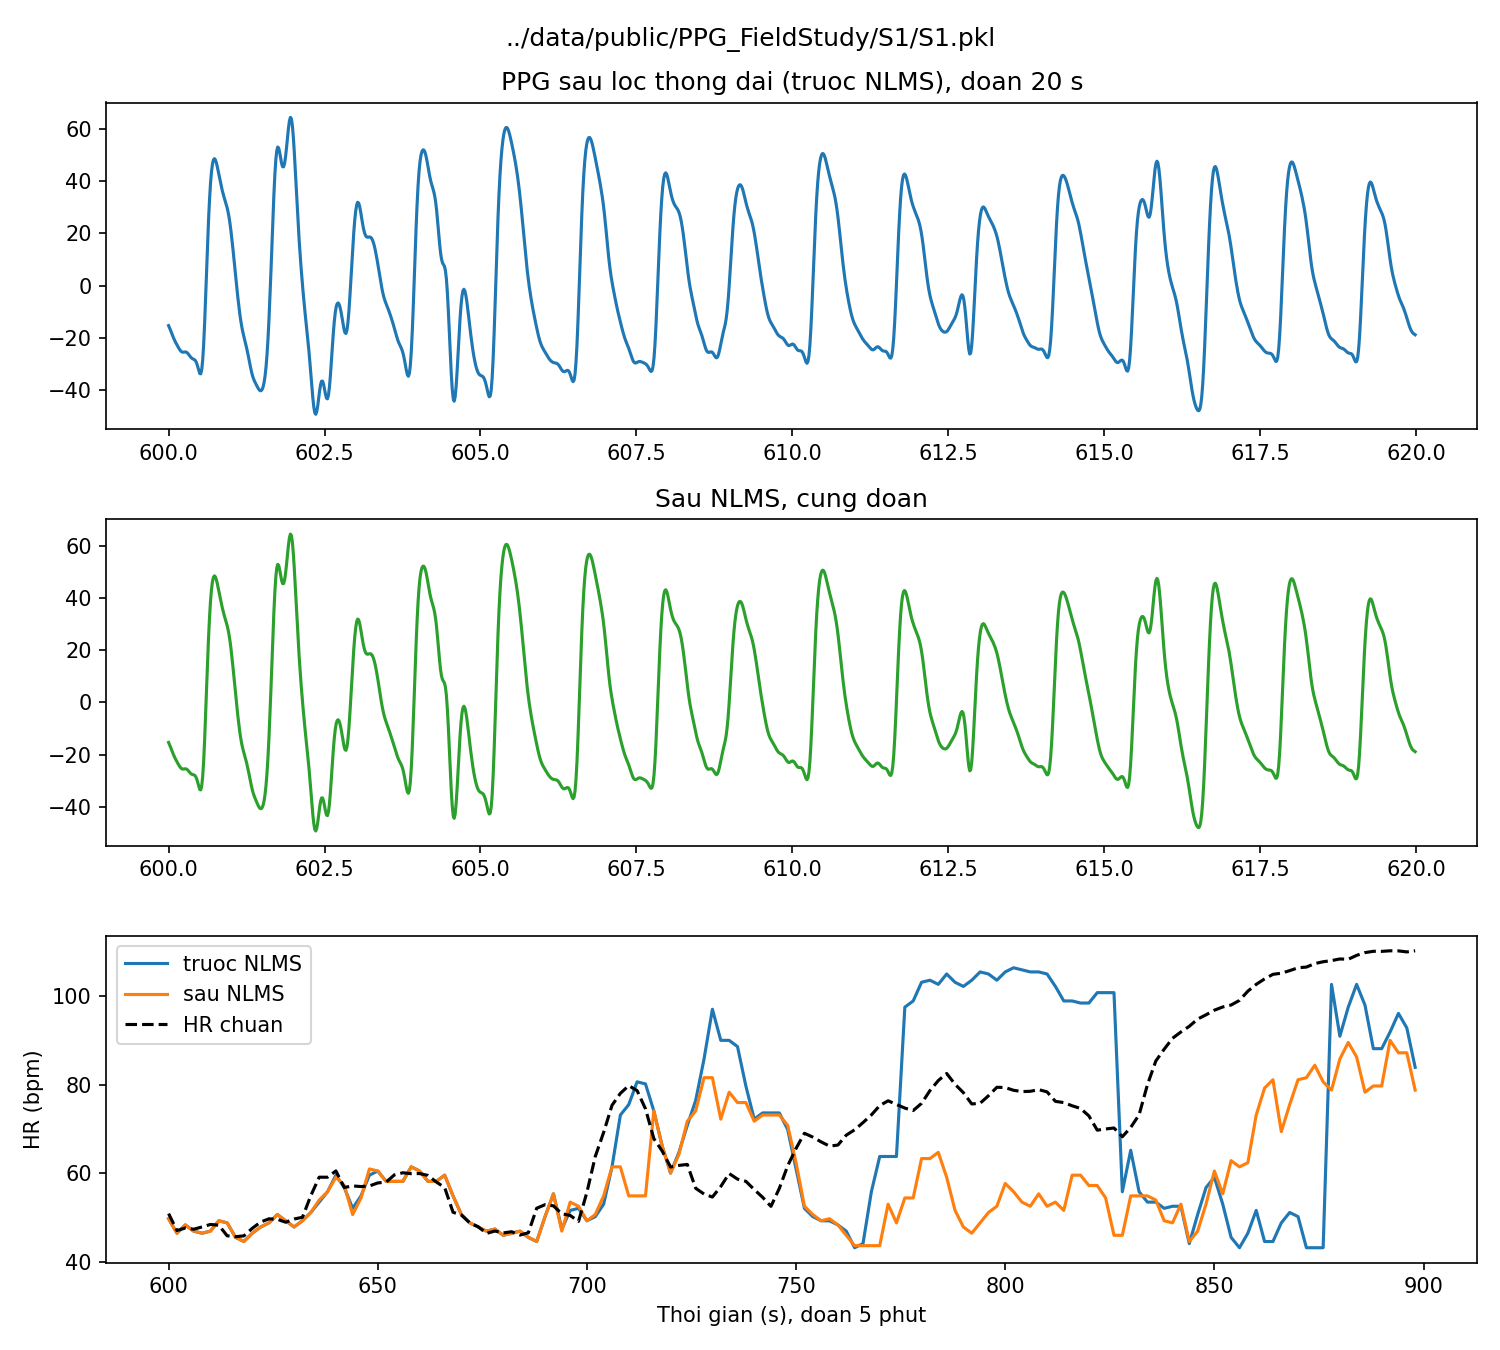 ../data/public/PPG_FieldStudy/S1/S1.pkl
PPG sau loc thong dai (truoc NLMS), doan 20 s
60
40
20
0
−20
−40
600.0 602.5 605.0 607.5 610.0 612.5 615.0 617.5 620.0
Sau NLMS, cung doan
60
40
20
0
−20
−40
600.0 602.5 605.0 607.5 610.0 612.5 615.0 617.5 620.0
truoc NLMS
sau NLMS
HR chuan
HR (bpm)
100
80
60
40
600 650 700 750 800 850 900
Thoi gian (s), doan 5 phut